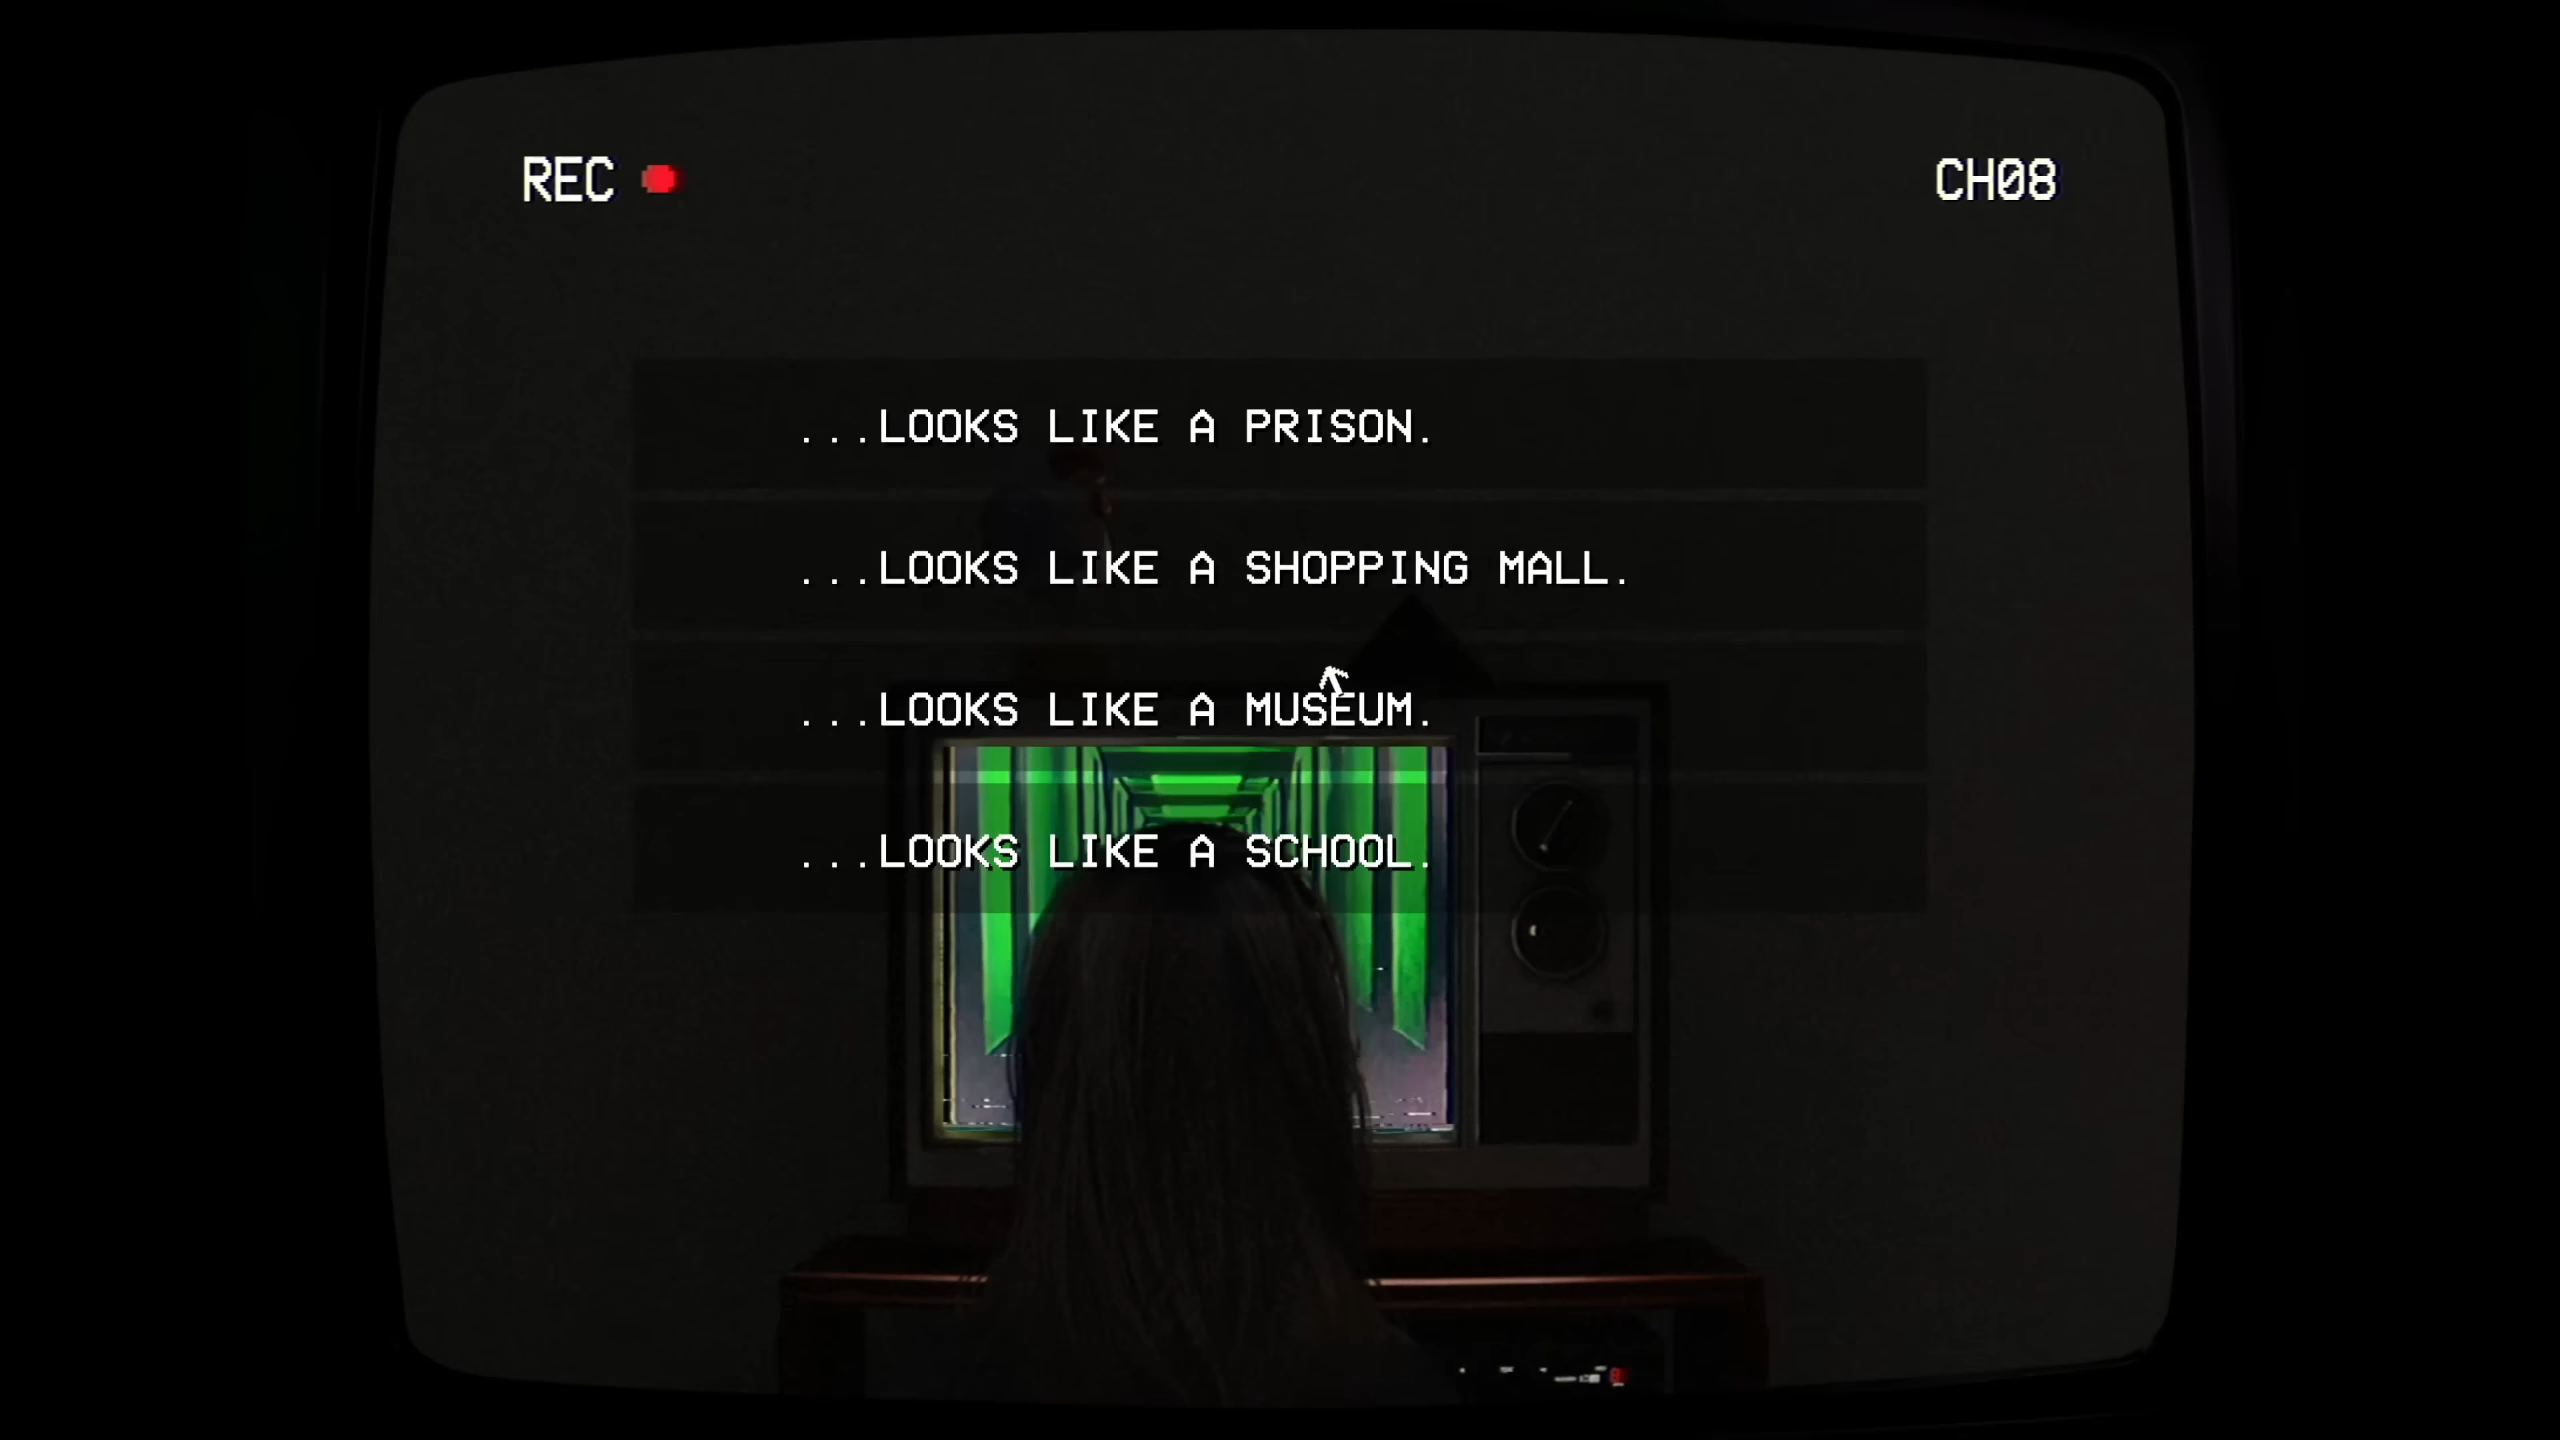 REC
CH08
...LOOKS LIKE A PRISON.
...LOOKS LIKE A SHOPPING MALL.
...LOOKS LIKE A MUSEUM.
...LOOKS LIKE A SCHOOL.